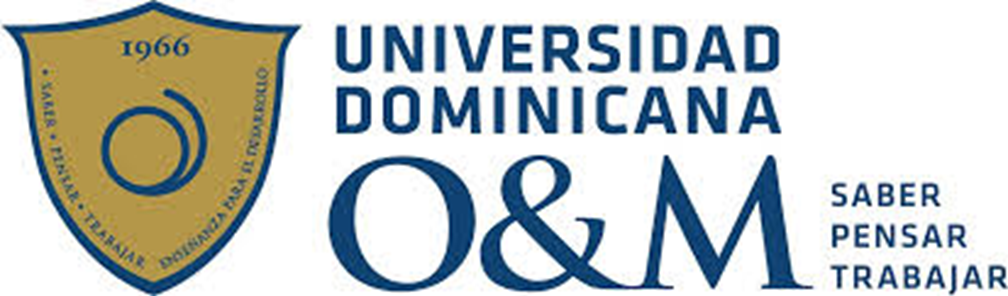 1966
• SABER • PENSAR • TRABAJAR
ENSEÑANZA PARA EL DESARROLLO
UNIVERSIDAD
DOMINICANA
O&M
SABER
PENSAR
TRABAJAR